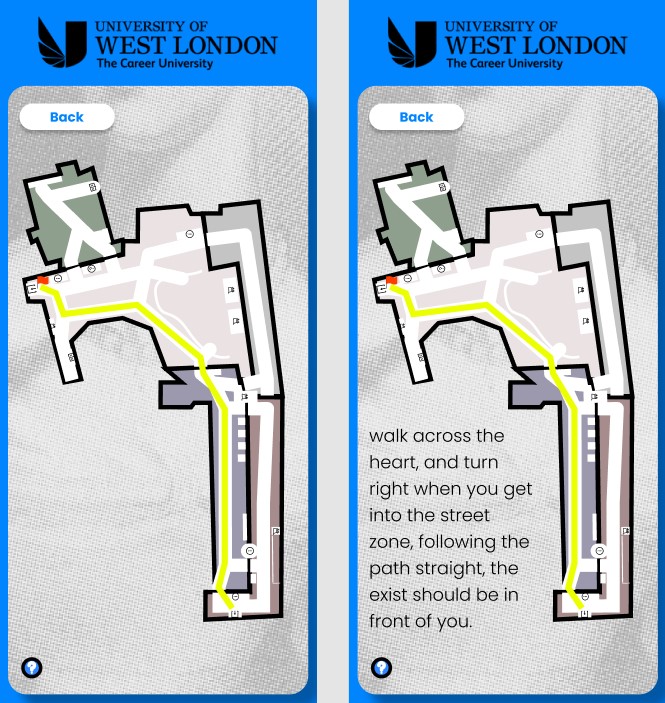 UNIVERSITY OF
WEST LONDON
The Career University
Back
?
UNIVERSITY OF
WEST LONDON
The Career University
Back
walk across the
heart, and turn
right when you get
into the street
zone, following the
path straight, the
exist should be in
front of you.
?